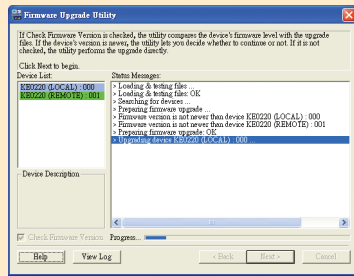 Firmware Upgrade Utility
If Check Firmware Version is checked, the utility compares the device's firmware level with the upgrade
files. If the device's version is newer, the utility lets you decide whether to continue or not. If it is not
checked, the utility performs the upgrade directly.
Click Next to begin.
Device List:
Status Messages:
KE0220 (LOCAL) : 000
KE0220 (REMOTE) : 001
> Loading & testing files ...
> Loading & testing files: OK
> Searching for devices ...
> Preparing firmware upgrade ...
> Firmware version is not newer than device KE0220 (LOCAL) : 000
> Firmware version is not newer than device KE0220 (REMOTE) : 001
> Preparing firmware upgrade: OK
> Upgrading device KE0220 (LOCAL) : 000 ...
Device Description
Check Firmware Version
Progress...
Help
View Log
< Back
Next >
Cancel